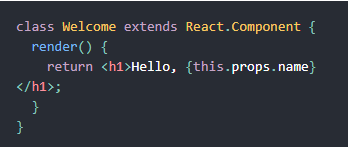 class Welcome extends React.Component {
  render() {
    return <h1>Hello, {this.props.name}
</h1>;
  }
}